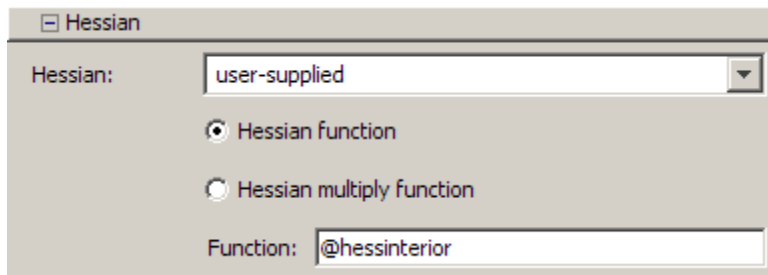 Hessian
Hessian: user-supplied
Hessian function
Hessian multiply function
Function: @hessinterior